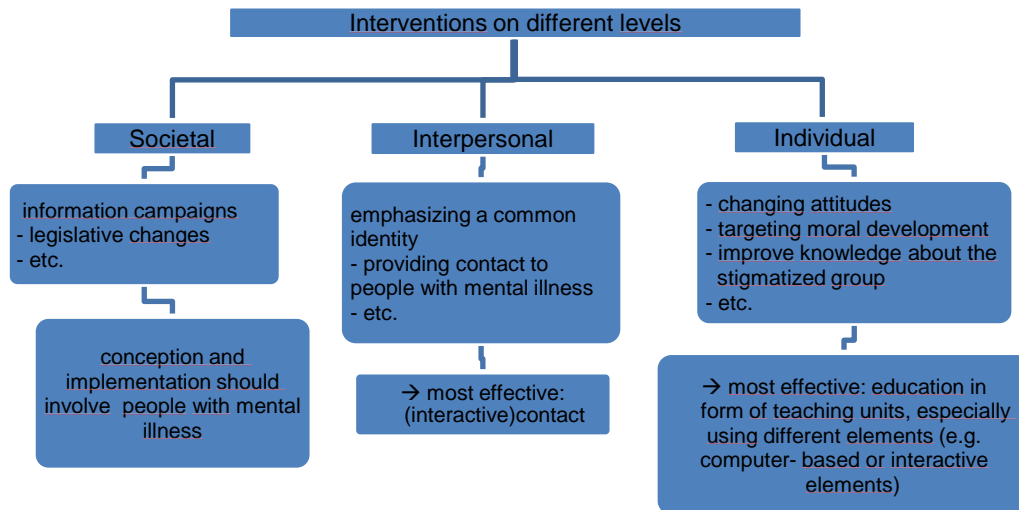 Interventions on different levels
Societal
Interpersonal
Individual
information campaigns
- legislative changes
- etc.
emphasizing a common
identity
- providing contact to
people with mental illness
- etc.
- changing attitudes
- targeting moral development
- improve knowledge about the
stigmatized group
- etc.
conception and
implementation should
involve people with mental
illness
→ most effective:
(interactive)contact
→ most effective: education in
form of teaching units, especially
using different elements (e.g.
computer- based or interactive
elements)